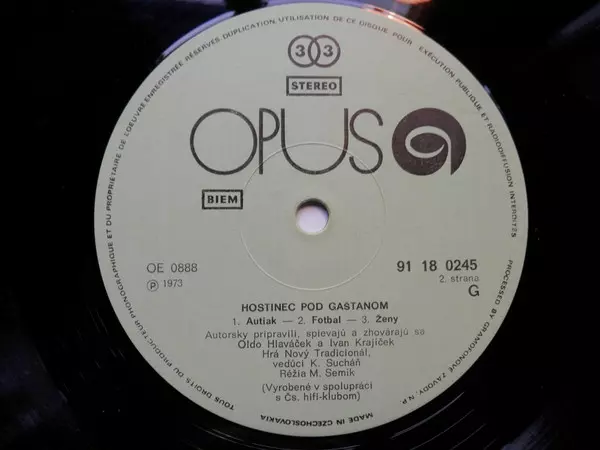 TOUS DROITS DU PRODUCTEUR PHONOGRAPHIQUE ET DU PROPRIÉTAIRE DE L'OEUVRE ENREGISTRÉE RÉSERVÉS DUPLICATION, UTILISATION DE CE DISQUE POUR EXÉCUTION PUBLIQUE ET RADIODIFFUSION INTERDITES
33
STEREO
OPUS
BIEM
OE 0888
91 18 0245
Ⓟ 1973
2. strana
G
HOSTINEC POD GAŠTANOM
1. Autiak — 2. Fotbal — 3. Ženy
Autorsky pripravili, spievajú a zhovárajú sa
Oldo Hlaváček a Ivan Krajíček
Hrá Nový Tradicionál,
vedúci K. Sucháň
Réžia M. Semík
(Vyrobené v spolupráci
s Čs. hifi-klubom)
MADE IN CZECHOSLOVAKIA
PROCESSED BY GRAMOFONOVÉ ZÁVODY, N.P.